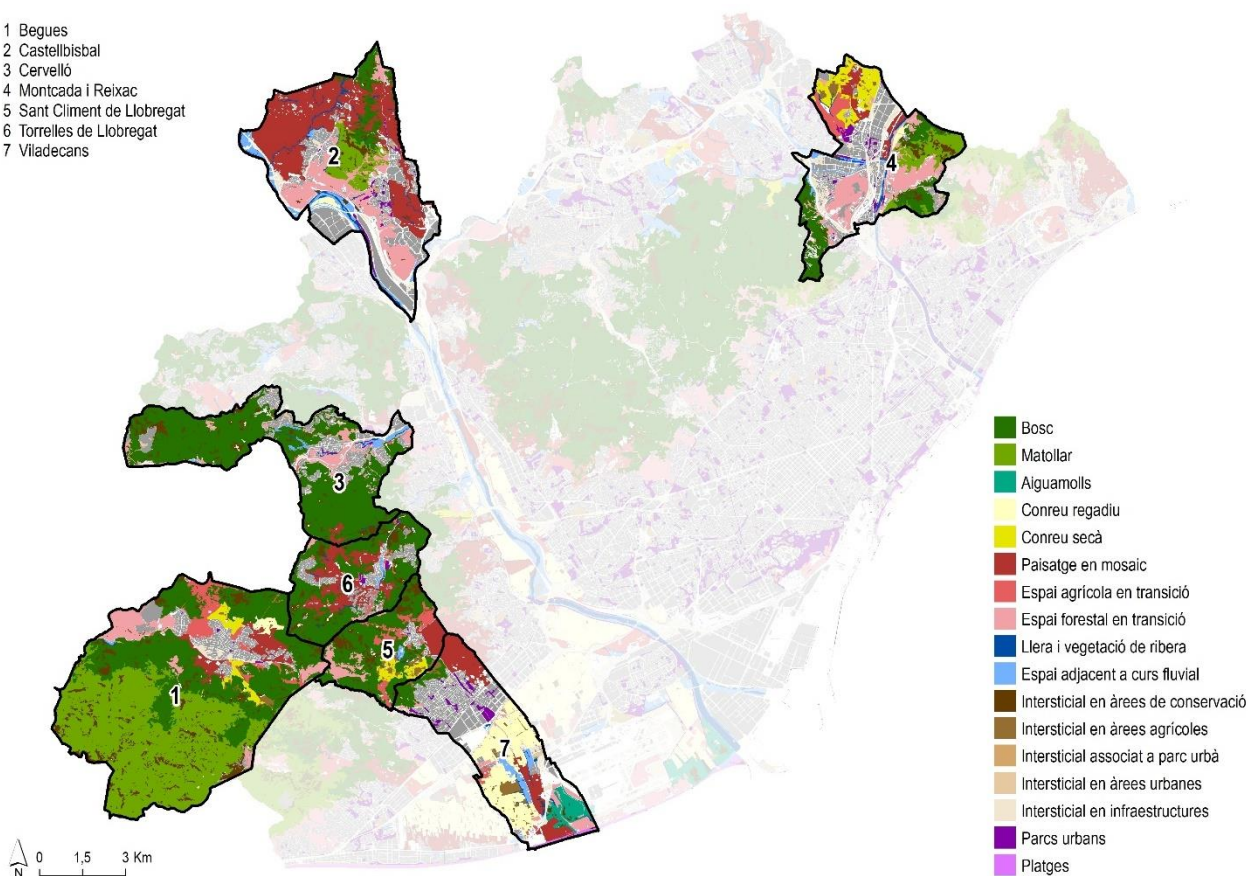 1 Begues
2 Castellbisbal
3 Cervelló
4 Montcada i Reixac
5 Sant Climent de Llobregat
6 Torrelles de Llobregat
7 Viladecans
2
4
3
6
5
1
7
Bosc
Matollar
Aiguamolls
Conreu regadiu
Conreu secà
Paisatge en mosaic
Espai agrícola en transició
Espai forestal en transició
Llera i vegetació de ribera
Espai adjacent a curs fluvial
Intersticial en àrees de conservació
Intersticial en àrees agrícoles
Intersticial associat a parc urbà
Intersticial en àrees urbanes
Intersticial en infraestructures
Parcs urbans
Platges
N
0 1,5 3 Km